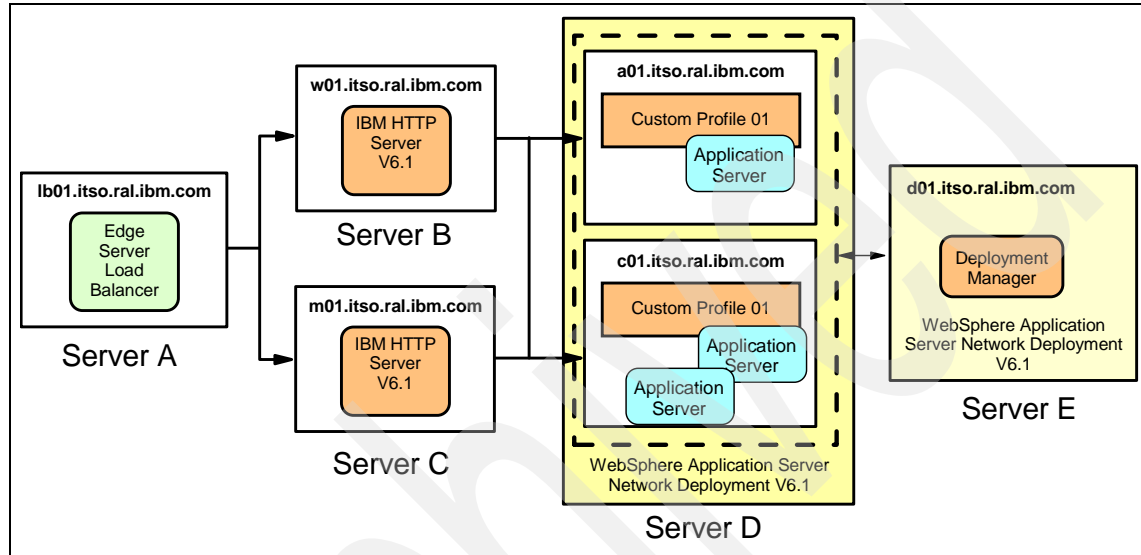 lb01.itso.ral.ibm.com
Edge
Server
Load
Balancer
Server A
w01.itso.ral.ibm.com
IBM HTTP
Server
V6.1
Server B
m01.itso.ral.ibm.com
IBM HTTP
Server
V6.1
Server C
a01.itso.ral.ibm.com
Custom Profile 01
Application
Server
c01.itso.ral.ibm.com
Custom Profile 01
Application
Server
Application
Server
WebSphere Application Server
Network Deployment V6.1
Server D
d01.itso.ral.ibm.com
Deployment
Manager
WebSphere Application
Server Network Deployment
V6.1
Server E